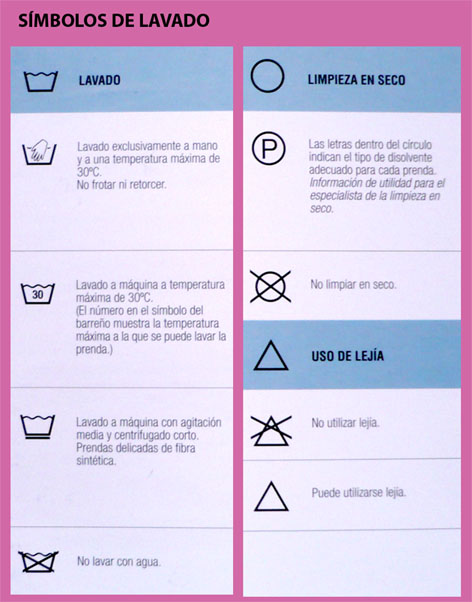 SÍMBOLOS DE LAVADO
LAVADO
Lavado exclusivamente a mano
y a una temperatura máxima de
30ºC.
No frotar ni retorcer.
30
Lavado a máquina a temperatura
máxima de 30ºC.
(El número en el símbolo del
barreño muestra la temperatura
máxima a la que se puede lavar la
prenda.)
Lavado a máquina con agitación
media y centrifugado corto.
Prendas delicadas de fibra
sintética.
No lavar con agua.
LIMPIEZA EN SECO
P
Las letras dentro del círculo
indican el tipo de disolvente
adecuado para cada prenda.
Información de utilidad para el
especialista de la limpieza en
seco.
No limpiar en seco.
USO DE LEJÍA
No utilizar lejía.
Puede utilizarse lejía.